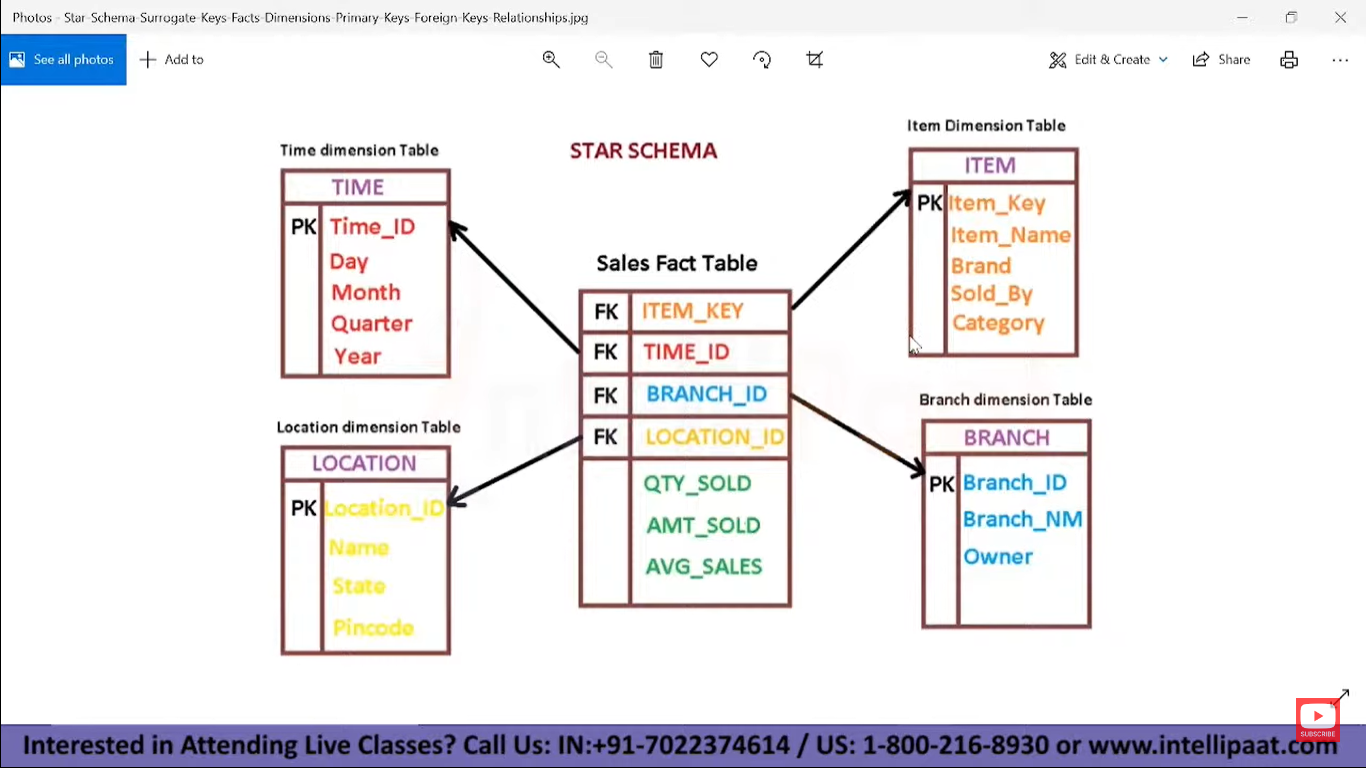 Photos - Star-Schema-Surrogate-Keys-Facts-Dimensions-Primary-Keys-Foreign-Keys-Relationships.jpg
See all photos
Add to
Edit & Create
Share
STAR SCHEMA
Time dimension Table
TIME
PK Time_ID
Day
Month
Quarter
Year
Item Dimension Table
ITEM
PK Item_Key
Item_Name
Brand
Sold_By
Category
Sales Fact Table
FK ITEM_KEY
FK TIME_ID
FK BRANCH_ID
FK LOCATION_ID
QTY_SOLD
AMT_SOLD
AVG_SALES
Location dimension Table
LOCATION
PK Location_ID
Name
State
Pincode
Branch dimension Table
BRANCH
PK Branch_ID
Branch_NM
Owner
SUBSCRIBE
Interested in Attending Live Classes? Call Us: IN:+91-7022374614 / US: 1-800-216-8930 or www.intellipaat.com